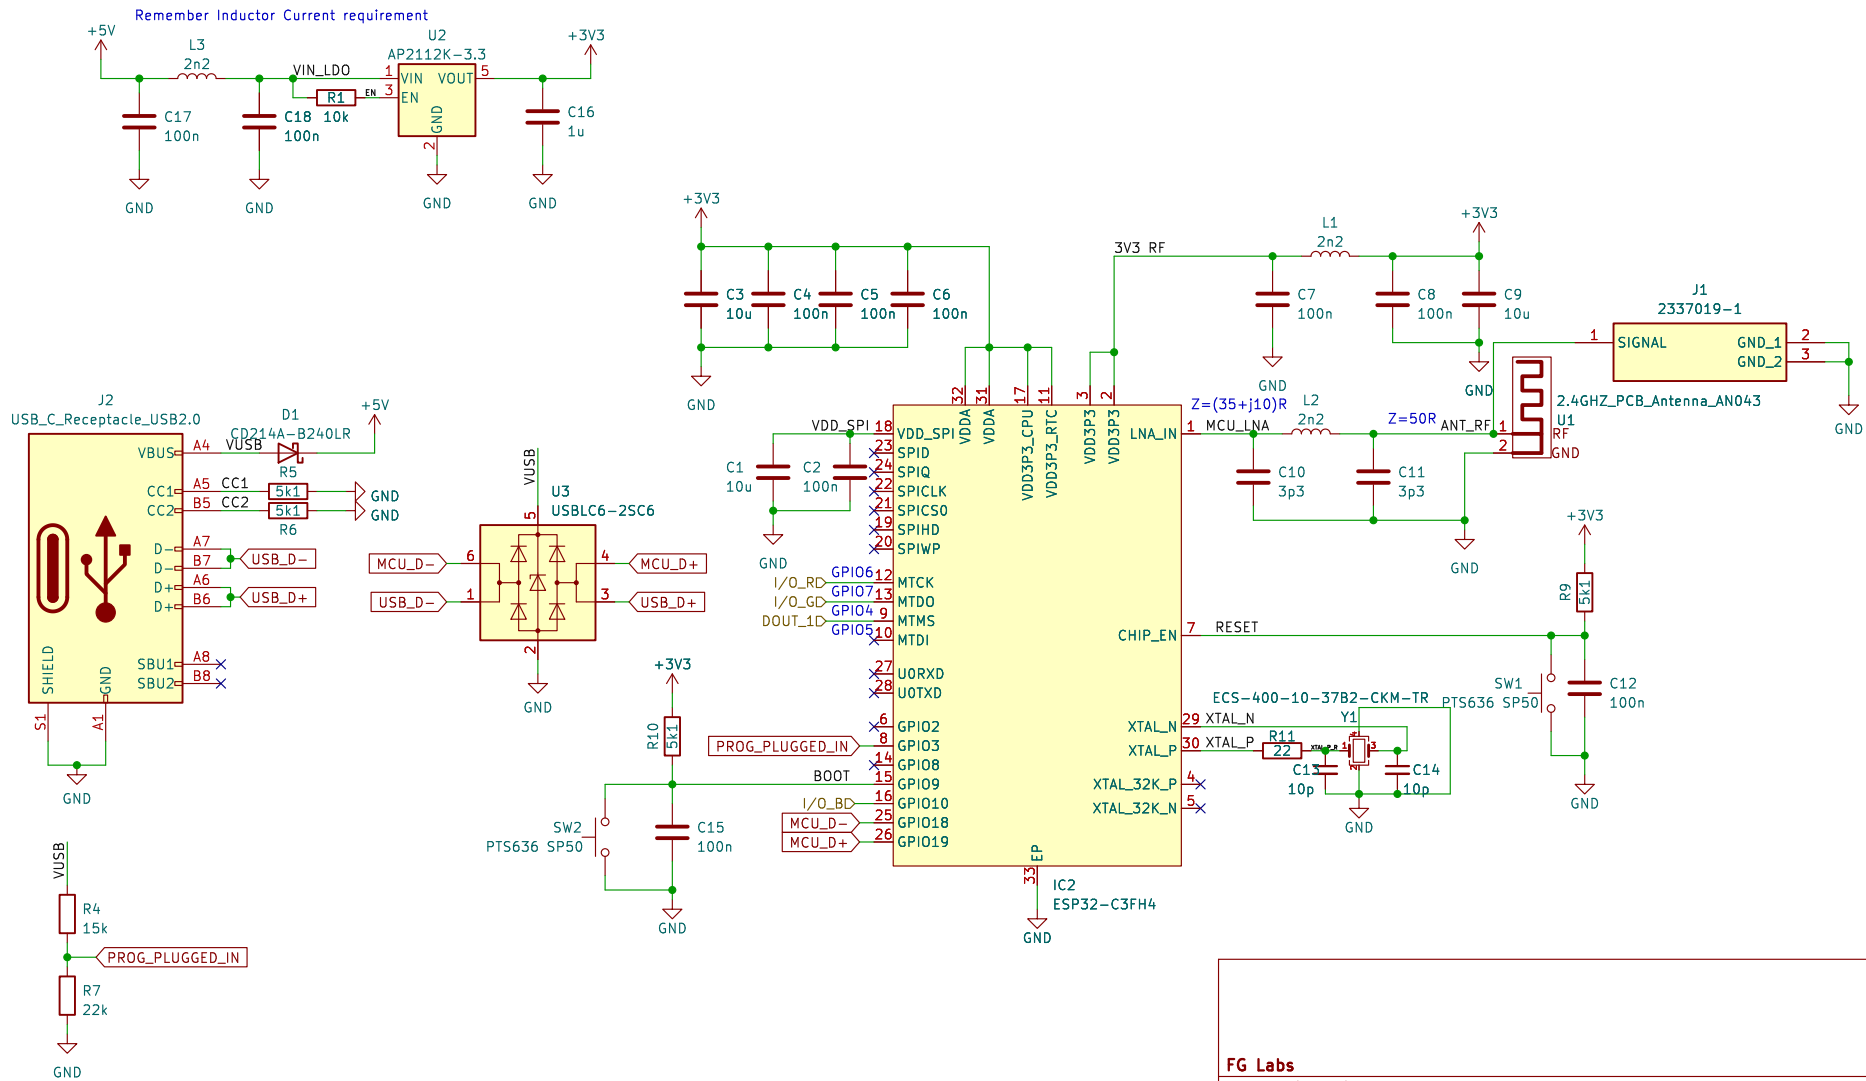 Remember Inductor Current requirement
+5V
L3
2n2
VIN_LDO
C17
100n
C18
100n
R1
10k
EN
U2
AP2112K-3.3
1
VIN
VOUT
5
3
EN
GND
2
C16
1u
+3V3
GND
GND
GND
GND
+3V3
C3
10u
C4
100n
C5
100n
C6
100n
GND
3V3 RF
L1
2n2
+3V3
C7
100n
C8
100n
C9
10u
GND
GND
J1
2337019-1
1
SIGNAL
GND_1
2
GND_2
3
GND
2.4GHZ_PCB_Antenna_AN043
U1
1
RF
2
GND
Z=(35+j10)R
L2
2n2
Z=50R
MCU_LNA
ANT_RF
C10
3p3
C11
3p3
GND
J2
USB_C_Receptacle_USB2.0
VBUS
A4
VUSB
D1
CD214A-B240LR
+5V
CC1
A5
CC1
R5
5k1
GND
CC2
B5
CC2
5k1
R6
GND
D-
A7
D-
B7
USB_D-
D+
A6
D+
B6
USB_D+
SBU1
A8
SBU2
B8
SHIELD
GND
S1
A1
GND
VUSB
U3
USBLC6-2SC6
5
MCU_D-
6
4
MCU_D+
USB_D-
1
3
USB_D+
2
GND
VDD_SPI
C1
10u
C2
100n
GND
32
VDDA
31
VDDA
17
VDD3P3_CPU
11
VDD3P3_RTC
3
VDD3P3
2
VDD3P3
18
VDD_SPI
LNA_IN
1
23
SPID
24
SPIQ
22
SPICLK
21
SPICS0
19
SPIHD
20
SPIWP
I/O_R
GPIO6
12
MTCK
I/O_G
GPIO7
13
MTDO
DOUT_1
GPIO4
9
MTMS
GPIO5
10
MTDI
27
U0RXD
28
U0TXD
6
GPIO2
PROG_PLUGGED_IN
8
GPIO3
14
GPIO8
BOOT
15
GPIO9
I/O_B
16
GPIO10
MCU_D-
25
GPIO18
MCU_D+
26
GPIO19
CHIP_EN
7
RESET
XTAL_N
29
XTAL_N
XTAL_P
30
XTAL_P
XTAL_32K_P
4
XTAL_32K_N
5
EP
33
IC2
ESP32-C3FH4
GND
+3V3
R10
5k1
SW2
PTS636 SP50
C15
100n
GND
+3V3
R9
5k1
SW1
PTS636 SP50
C12
100n
GND
ECS-400-10-37B2-CKM-TR
Y1
R11
22
XTAL_P_R
1
2
3
4
C13
10p
C14
10p
GND
VUSB
R4
15k
PROG_PLUGGED_IN
R7
22k
GND
FG Labs